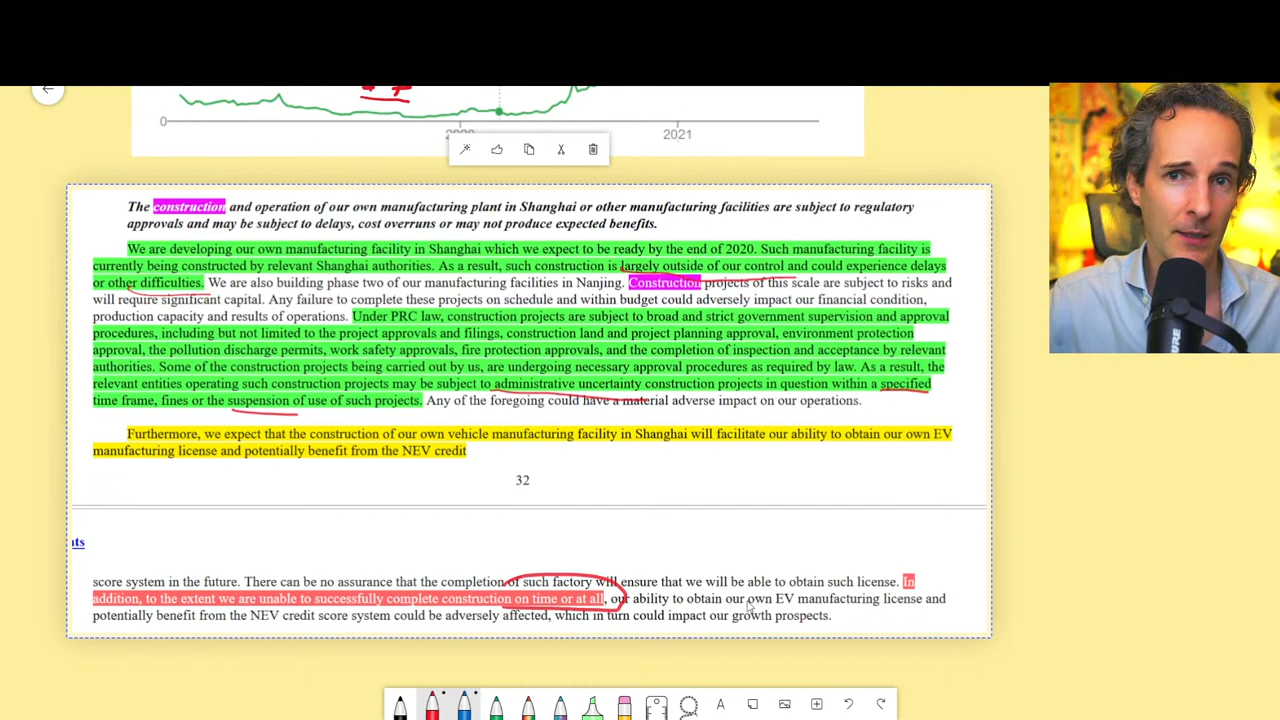 0
2020
2021
The construction and operation of our own manufacturing plant in Shanghai or other manufacturing facilities are subject to regulatory
approvals and may be subject to delays, cost overruns or may not produce expected benefits.
We are developing our own manufacturing facility in Shanghai which we expect to be ready by the end of 2020. Such manufacturing facility is
currently being constructed by relevant Shanghai authorities. As a result, such construction is largely outside of our control and could experience delays
or other difficulties. We are also building phase two of our manufacturing facilities in Nanjing. Construction projects of this scale are subject to risks and
will require significant capital. Any failure to complete these projects on schedule and within budget could adversely impact our financial condition,
production capacity and results of operations. Under PRC law, construction projects are subject to broad and strict government supervision and approval
procedures, including but not limited to the project approvals and filings, construction land and project planning approval, environment protection
approval, the pollution discharge permits, work safety approvals, fire protection approvals, and the completion of inspection and acceptance by relevant
authorities. Some of the construction projects being carried out by us, are undergoing necessary approval procedures as required by law. As a result, the
relevant entities operating such construction projects may be subject to administrative uncertainty construction projects in question within a specified
time frame, fines or the suspension of use of such projects. Any of the foregoing could have a material adverse impact on our operations.
Furthermore, we expect that the construction of our own vehicle manufacturing facility in Shanghai will facilitate our ability to obtain our own EV
manufacturing license and potentially benefit from the NEV credit
32
nts
score system in the future. There can be no assurance that the completion of such factory will ensure that we will be able to obtain such license. In
addition, to the extent we are unable to successfully complete construction on time or at all, our ability to obtain our own EV manufacturing license and
potentially benefit from the NEV credit score system could be adversely affected, which in turn could impact our growth prospects.
A